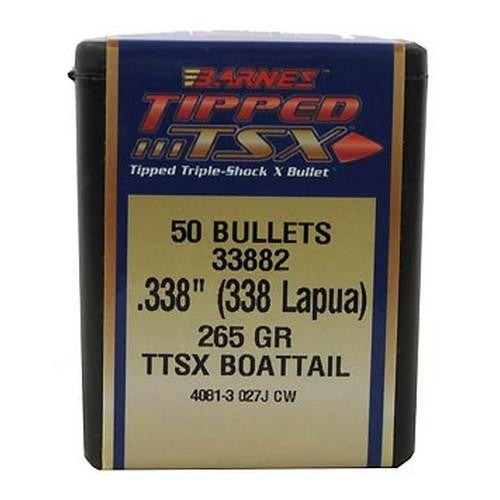 BARNES
TIPPED
TSX
Tipped Triple-Shock X Bullet
50 BULLETS
33882
.338" (338 Lapua)
265 GR
TTSX BOATTAIL
4081-3 027J CW